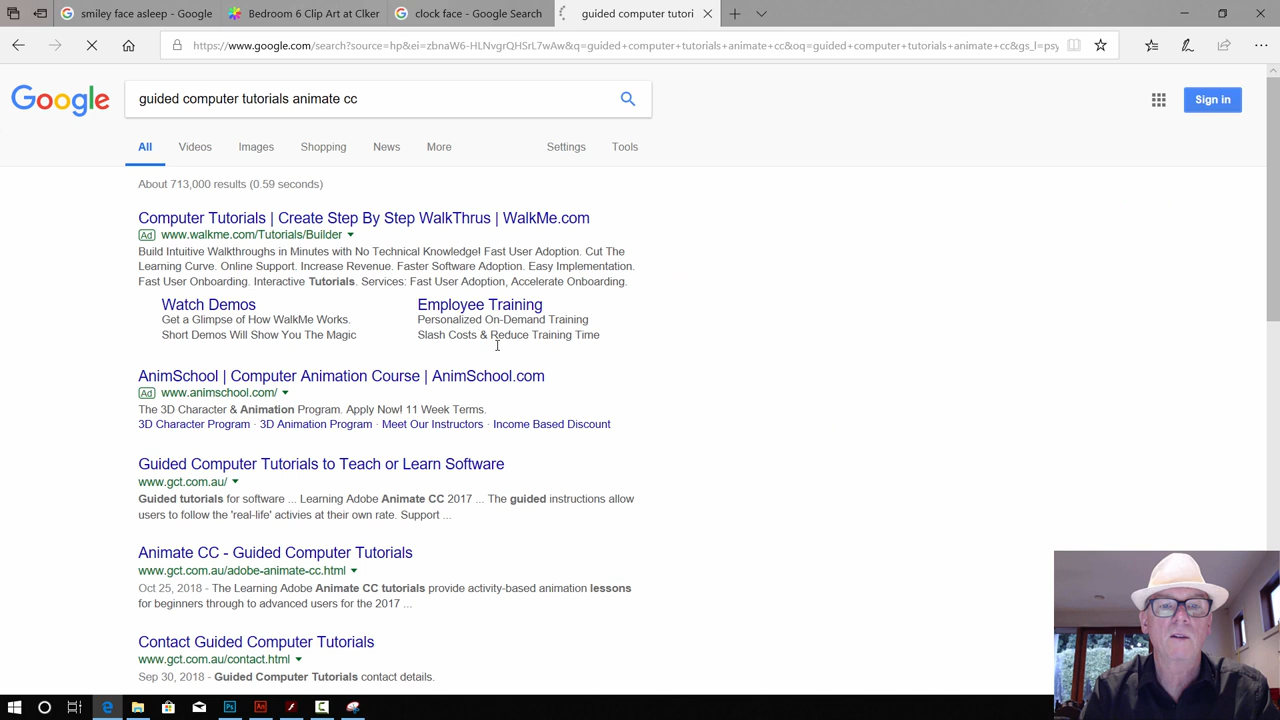 smiley face asleep - Google
Bedroom 6 Clip Art at Clker
clock face - Google Search
guided computer tutori
https://www.google.com/search?source=hp&ei=zbnaW6-HLNvgrQHSrL7wAw&q=guided+computer+tutorials+animate+cc&oq=guided+computer+tutorials+animate+cc&gs_l=psy
Google
guided computer tutorials animate cc
Sign in
All Videos Images Shopping News More Settings Tools
About 713,000 results (0.59 seconds)
Computer Tutorials | Create Step By Step WalkThrus | WalkMe.com
Ad www.walkme.com/Tutorials/Builder
Build Intuitive Walkthroughs in Minutes with No Technical Knowledge! Fast User Adoption. Cut The
Learning Curve. Online Support. Increase Revenue. Faster Software Adoption. Easy Implementation.
Fast User Onboarding. Interactive Tutorials. Services: Fast User Adoption, Accelerate Onboarding.
Watch Demos
Get a Glimpse of How WalkMe Works.
Short Demos Will Show You The Magic
Employee Training
Personalized On-Demand Training
Slash Costs & Reduce Training Time
AnimSchool | Computer Animation Course | AnimSchool.com
Ad www.animschool.com/
The 3D Character & Animation Program. Apply Now! 11 Week Terms.
3D Character Program · 3D Animation Program · Meet Our Instructors · Income Based Discount
Guided Computer Tutorials to Teach or Learn Software
www.gct.com.au/
Guided tutorials for software ... Learning Adobe Animate CC 2017 ... The guided instructions allow
users to follow the 'real-life' activies at their own rate. Support ...
Animate CC - Guided Computer Tutorials
www.gct.com.au/adobe-animate-cc.html
Oct 25, 2018 - The Learning Adobe Animate CC tutorials provide activity-based animation lessons
for beginners through to advanced users for the 2017 ...
Contact Guided Computer Tutorials
www.gct.com.au/contact.html
Sep 30, 2018 - Guided Computer Tutorials contact details.
Ps An